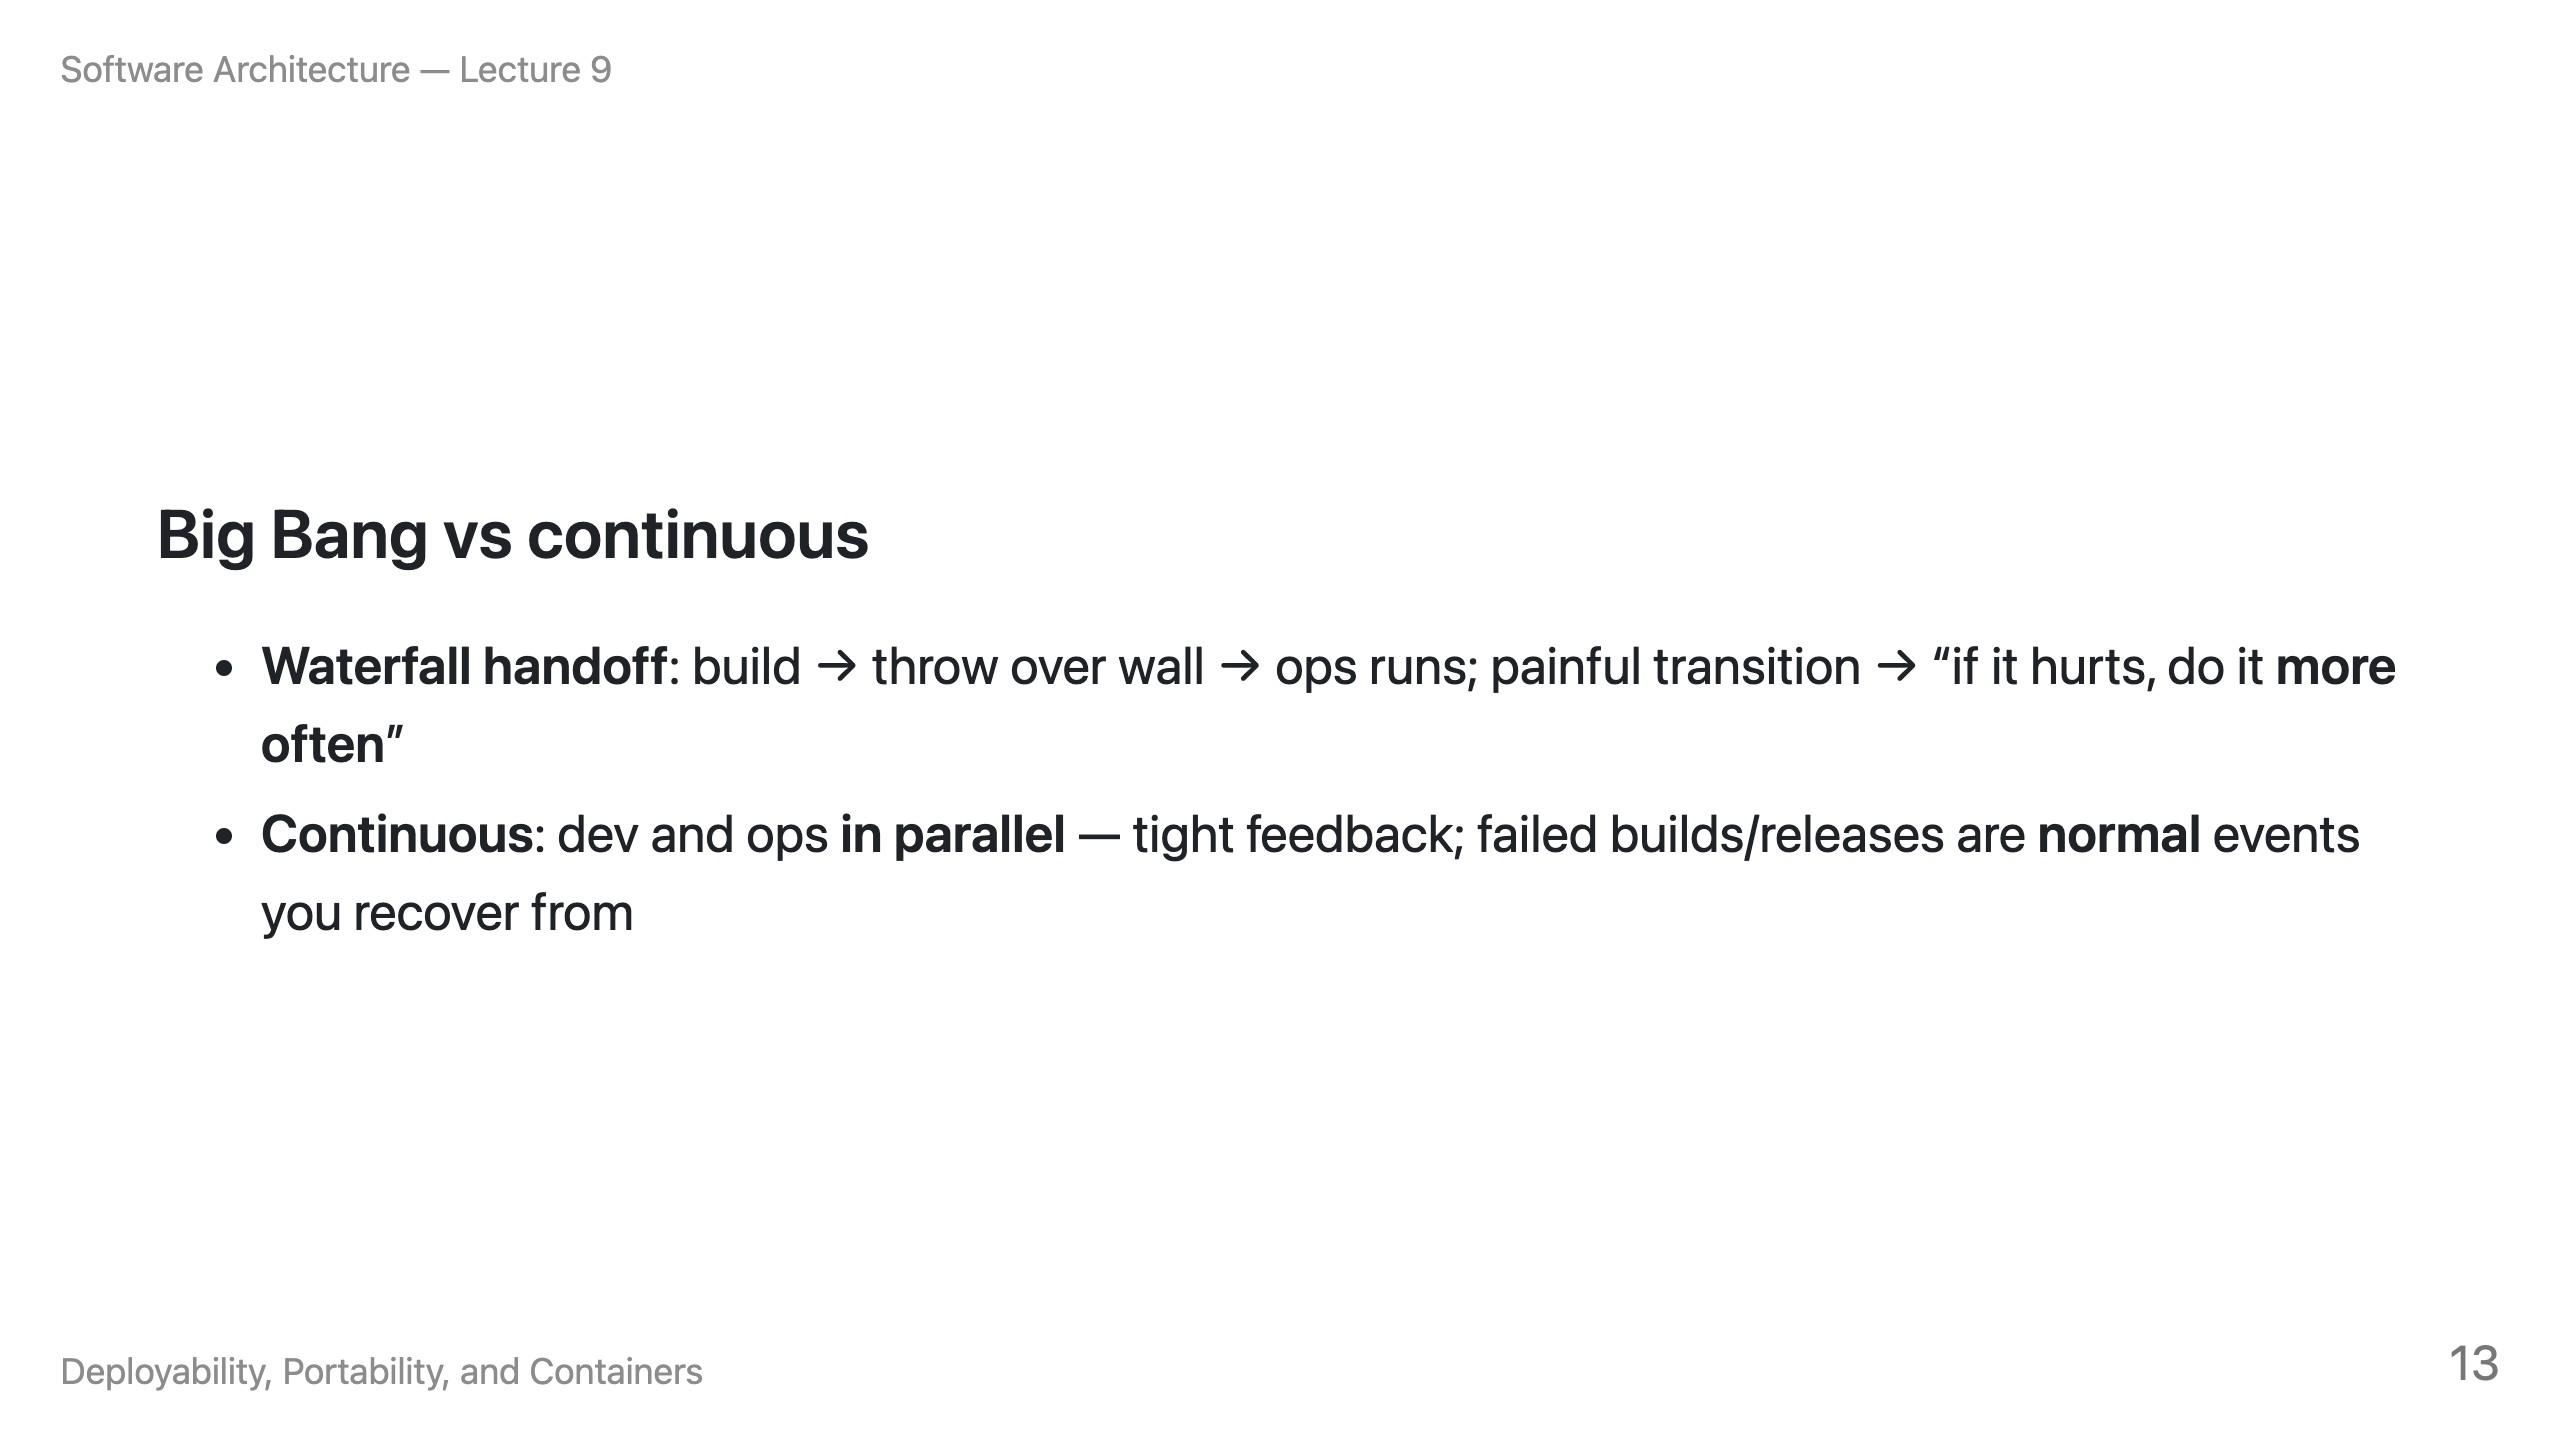 Software Architecture — Lecture 9
Big Bang vs continuous
• Waterfall handoff: build → throw over wall → ops runs; painful transition → “if it hurts, do it more
often”
• Continuous: dev and ops in parallel — tight feedback; failed builds/releases are normal events
you recover from
Deployability, Portability, and Containers
13